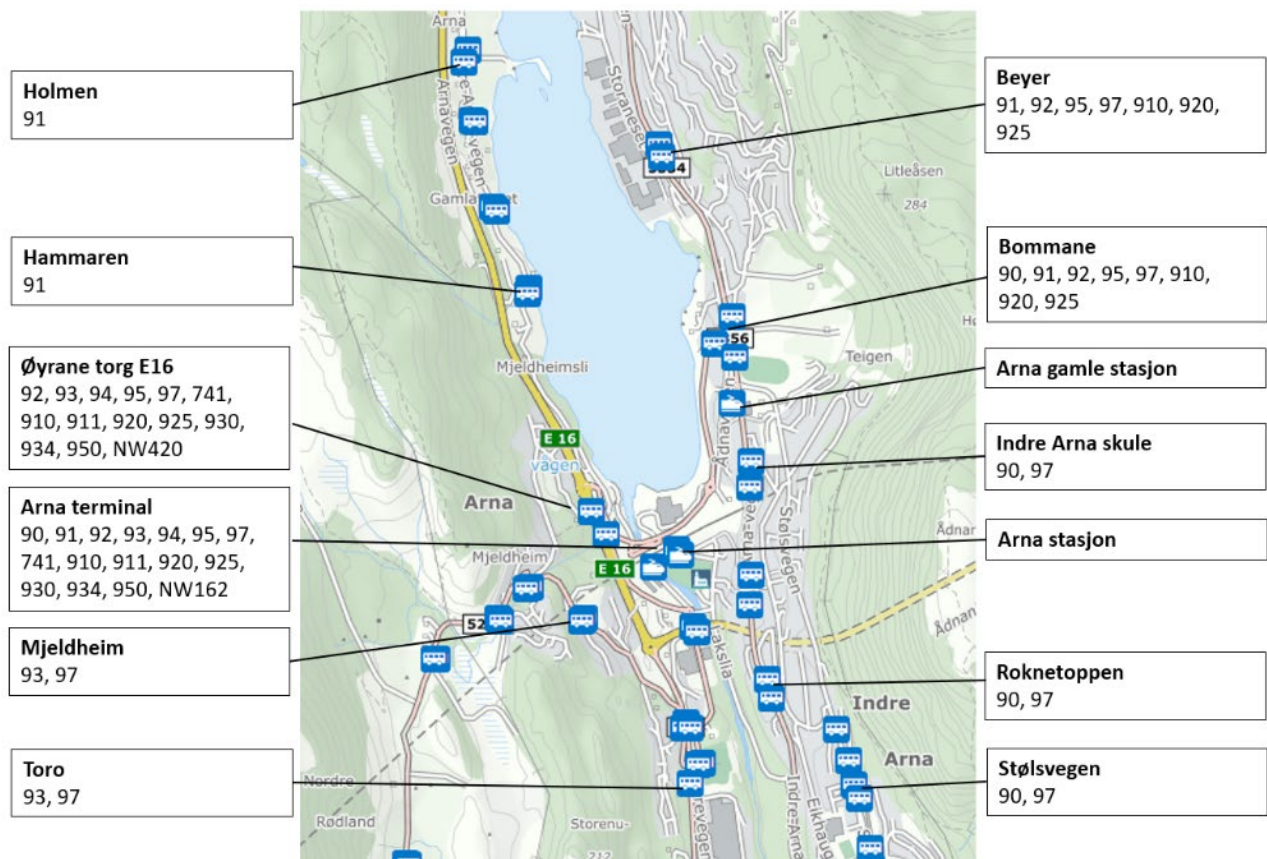 Holmen
91
Hammaren
91
Øyrane torg E16
92, 93, 94, 95, 97, 741,
910, 911, 920, 925, 930,
934, 950, NW420
Arna terminal
90, 91, 92, 93, 94, 95, 97,
741, 910, 911, 920, 925,
930, 934, 950, NW162
Mjeldheim
93, 97
Toro
93, 97
Arna
Arnavegen
Storaneset
Litleåsen
284
Mjeldheimsli
Teigen
E 16
vågen
Arna
Mjeldheim
E 16
Stølsvegen
Indre
Arna
Nordre
Rødland
Storenu-
212
Beyer
91, 92, 95, 97, 910, 920,
925
Bommane
90, 91, 92, 95, 97, 910,
920, 925
Arna gamle stasjon
Indre Arna skule
90, 97
Arna stasjon
Roknetoppen
90, 97
Stølsvegen
90, 97